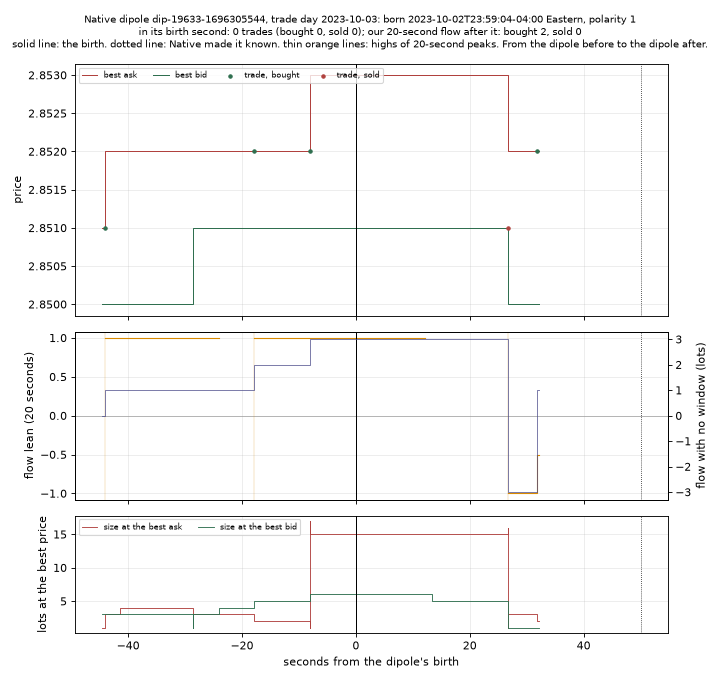 Native dipole dip-19633-1696305544, trade day 2023-10-03: born 2023-10-02T23:59:04-04:00 Eastern, polarity 1
in its birth second: 0 trades (bought 0, sold 0); our 20-second flow after it: bought 2, sold 0
solid line: the birth. dotted line: Native made it known. thin orange lines: highs of 20-second peaks. From the dipole before to the dipole after.
best ask best bid trade, bought trade, sold
2.8530
2.8525
2.8520
2.8515
2.8510
2.8505
2.8500
price
1.0
0.5
0.0
−0.5
−1.0
flow lean (20 seconds)
3
2
1
0
−1
−2
−3
flow with no window (lots)
size at the best ask size at the best bid
15
10
5
lots at the best price
−40 −20 0 20 40
seconds from the dipole's birth